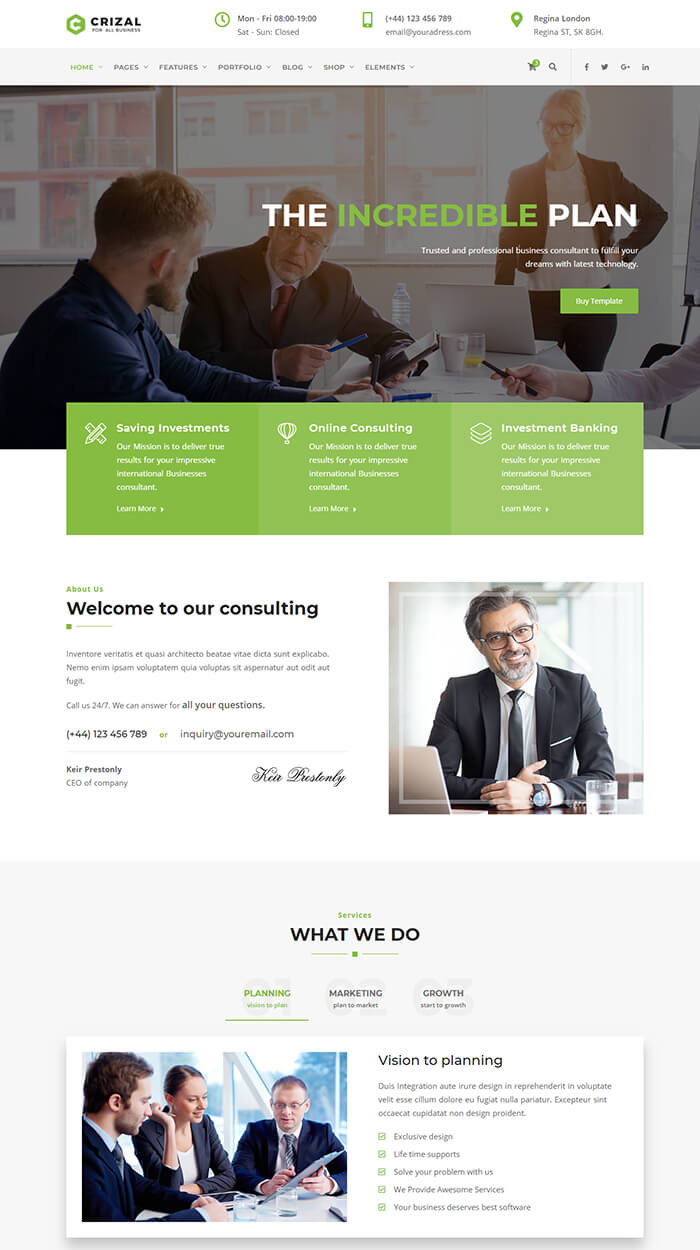 CRIZAL
FOR ALL BUSINESS
Mon - Fri 08:00-19:00
Sat - Sun: Closed
(+44) 123 456 789
email@youradress.com
Regina London
Regina ST, SK 8GH.
HOME PAGES FEATURES PORTFOLIO BLOG SHOP ELEMENTS
3
THE INCREDIBLE PLAN
Trusted and professional business consultant to fulfill your
dreams with latest technology.
Buy Template
Saving Investments
Our Mission is to deliver true
results for your impressive
international Businesses
consultant.
Learn More
Online Consulting
Our Mission is to deliver true
results for your impressive
international Businesses
consultant.
Learn More
Investment Banking
Our Mission is to deliver true
results for your impressive
international Businesses
consultant.
Learn More
About Us
Welcome to our consulting
Inventore veritatis et quasi architecto beatae vitae dicta sunt explicabo.
Nemo enim ipsam voluptatem quia voluptas sit aspernatur aut odit aut
fugit.
Call us 24/7. We can answer for all your questions.
(+44) 123 456 789 or inquiry@youremail.com
Keir Prestonly
CEO of company
Keir Prestonly
Services
WHAT WE DO
01
PLANNING
vision to plan
02
MARKETING
plan to market
03
GROWTH
start to growth
Vision to planning
Duis Integration aute irure design in reprehenderit in voluptate
velit esse cillum dolore eu fugiat nulla pariatur. Excepteur sint
occaecat cupidatat non design proident.
Exclusive design
Life time supports
Solve your problem with us
We Provide Awesome Services
Your business deserves best software